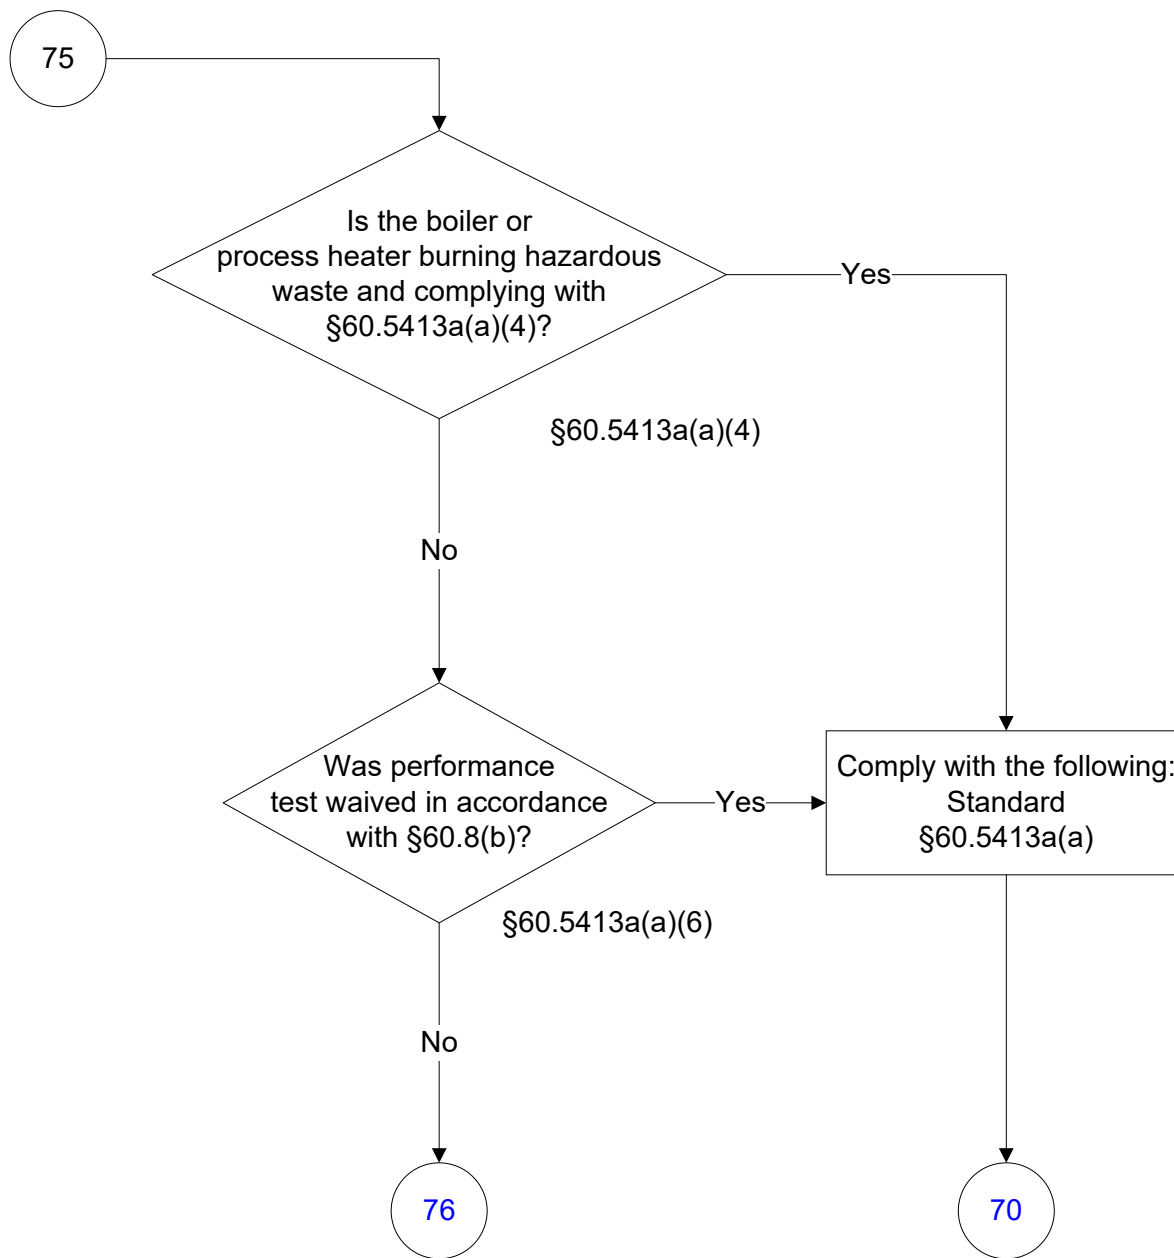 75
Is the boiler or
process heater burning hazardous
waste and complying with
§60.5413a(a)(4)?
Yes
§60.5413a(a)(4)
No
Was performance
test waived in accordance
with §60.8(b)?
Yes
Comply with the following:
Standard
§60.5413a(a)
§60.5413a(a)(6)
No
76
70